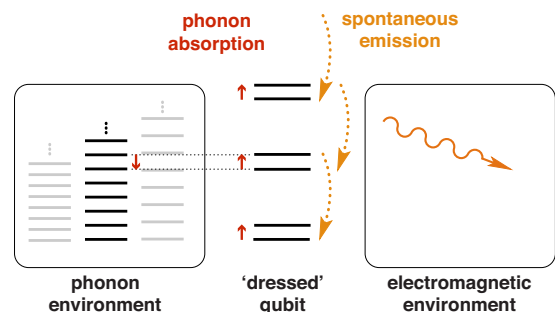 phonon
absorption
spontaneous
emission
phonon
environment
‘dressed’
qubit
electromagnetic
environment